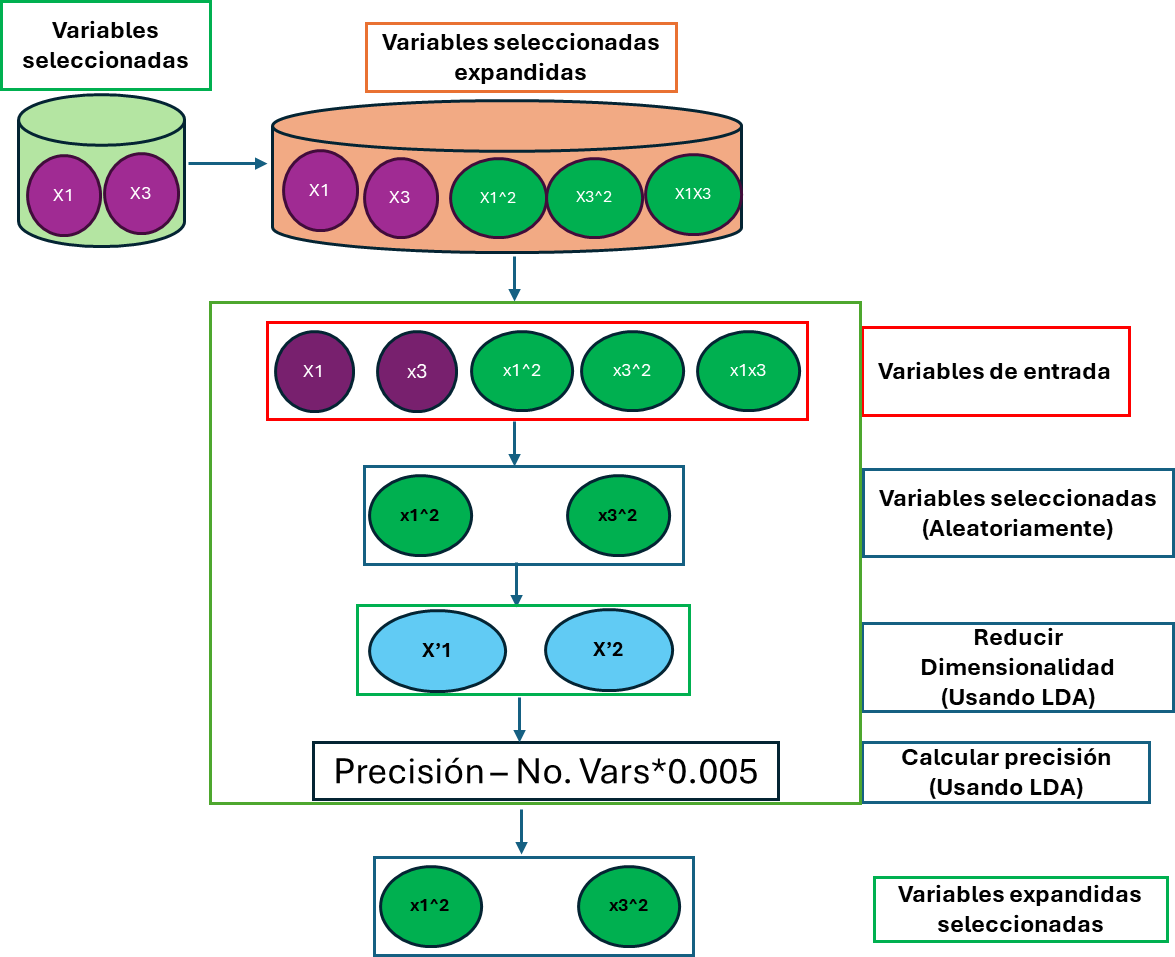 Variables
seleccionadas
Variables seleccionadas
expandidas
X1
X3
X1
X3
X1^2
X3^2
X1X3
X1
x3
x1^2
x3^2
x1x3
Variables de entrada
x1^2
x3^2
Variables seleccionadas
(Aleatoriamente)
X’1
X’2
Reducir
Dimensionalidad
(Usando LDA)
Precisión – No. Vars*0.005
Calcular precisión
(Usando LDA)
x1^2
x3^2
Variables expandidas
seleccionadas